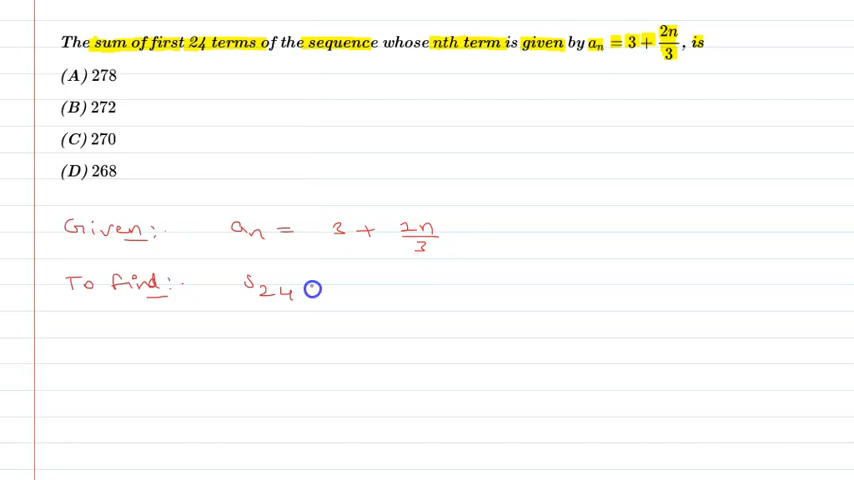 The sum of first 24 terms of the sequence whose nth term is given by aₙ = 3 + 2n/3, is
(A) 278
(B) 272
(C) 270
(D) 268
Given:. aₙ = 3 + 2n/3
To find:. S₂₄